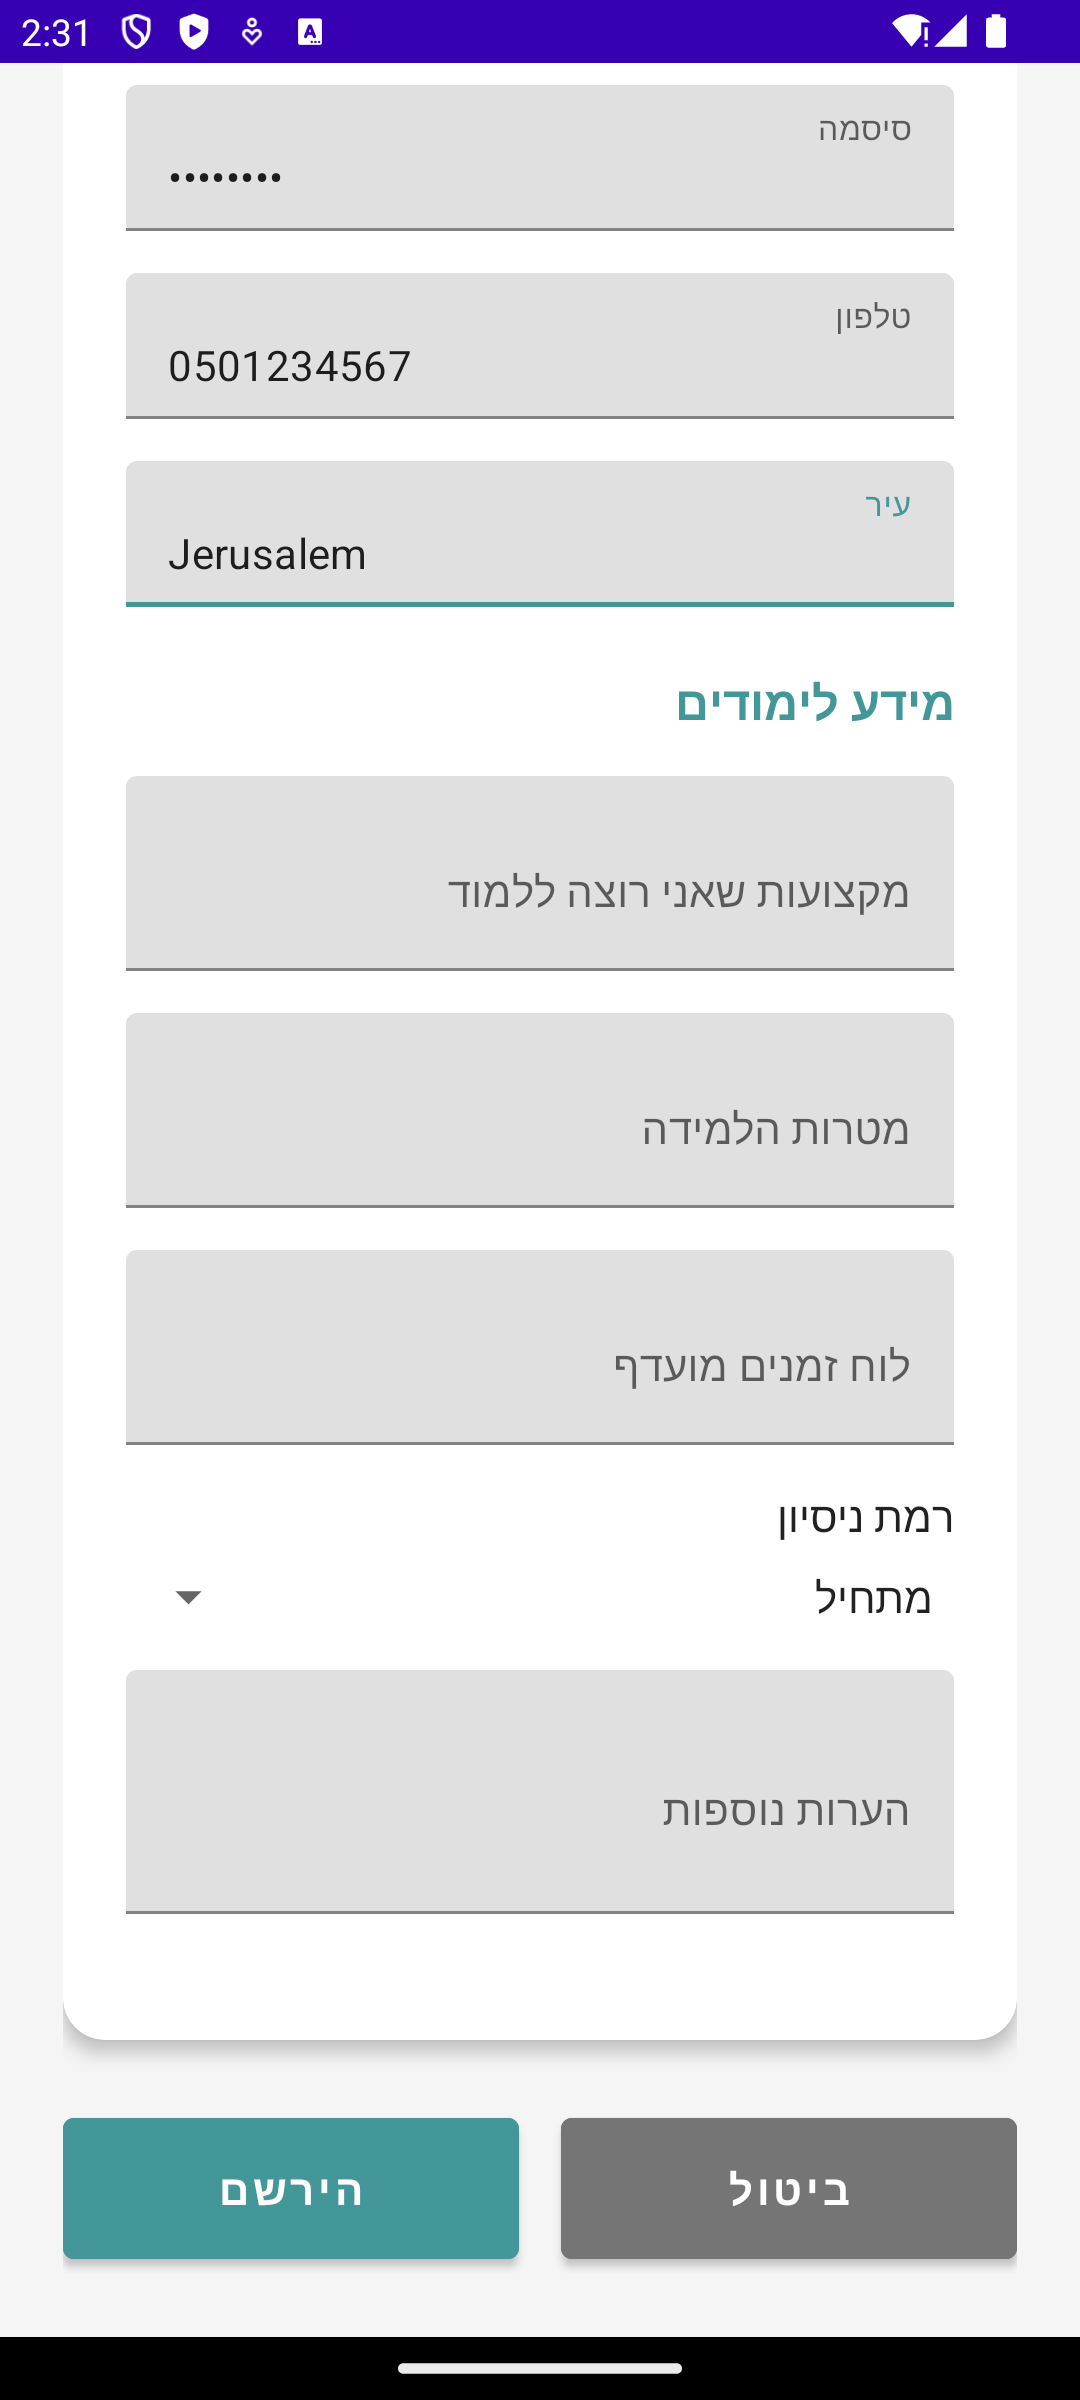 2:31
סיסמה
••••••••
טלפון
0501234567
עיר
Jerusalem
מידע לימודים
מקצועות שאני רוצה ללמוד
מטרות הלמידה
לוח זמנים מועדף
רמת ניסיון
מתחיל
הערות נוספות
ביטול
הירשם